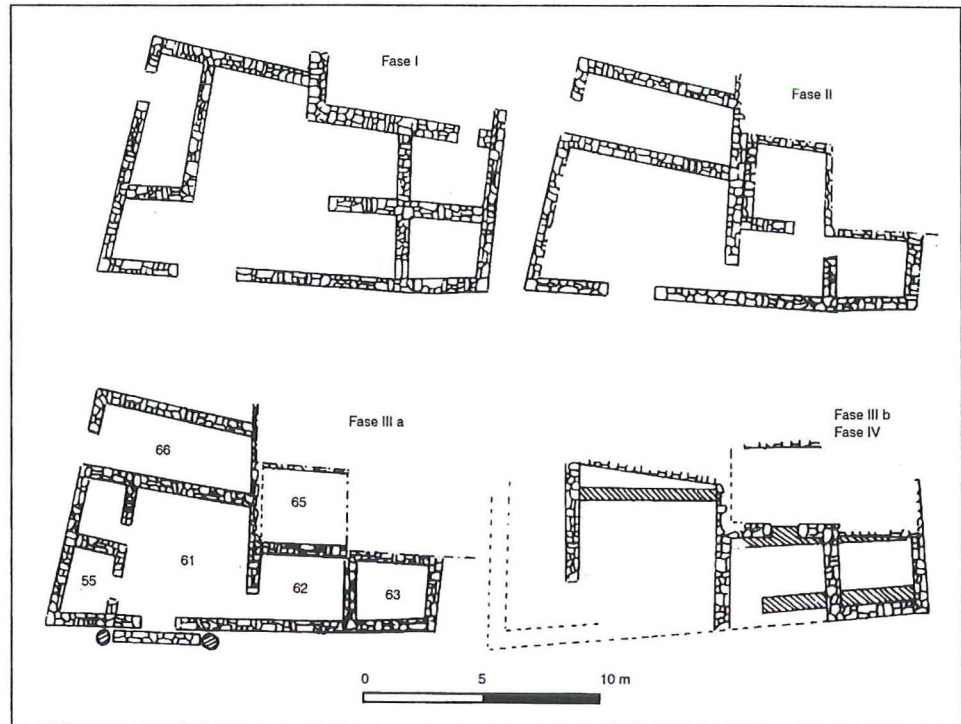 Fase I
Fase II
Fase III a
66
65
61
55
62
63
Fase III b
Fase IV
0 5 10 m